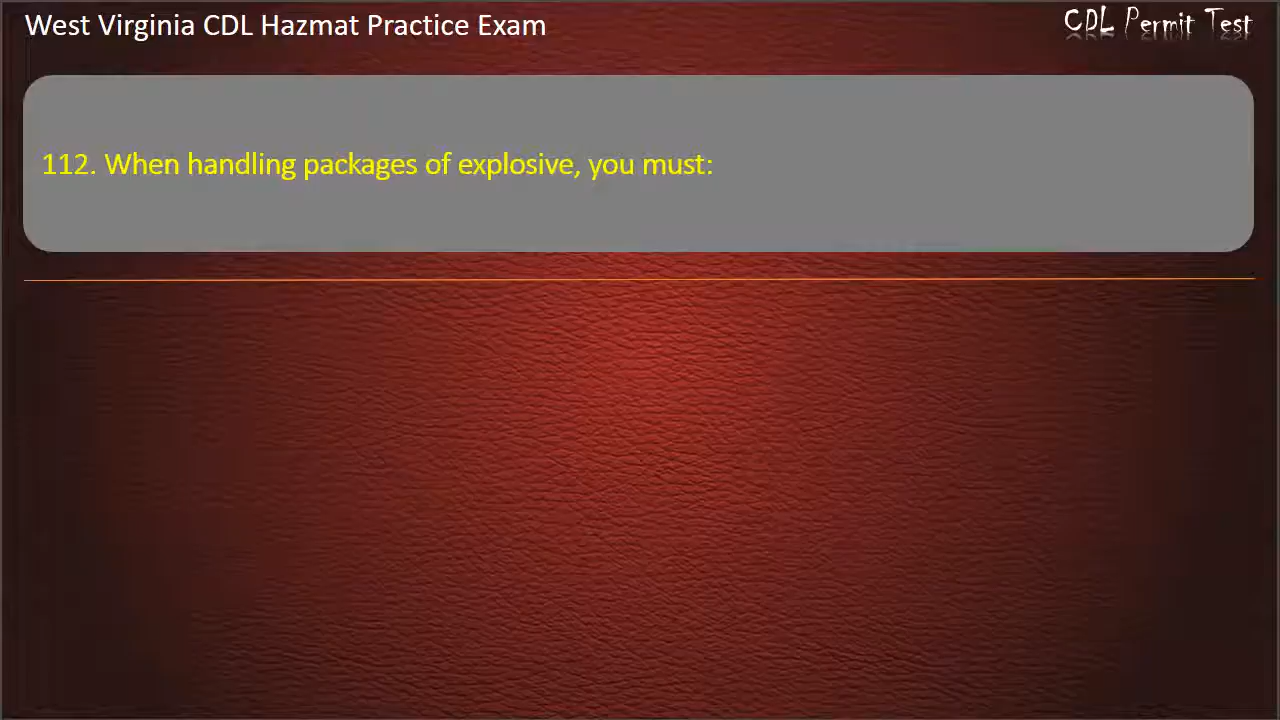 West Virginia CDL Hazmat Practice Exam
CDL Permit Test
112. When handling packages of explosive, you must: